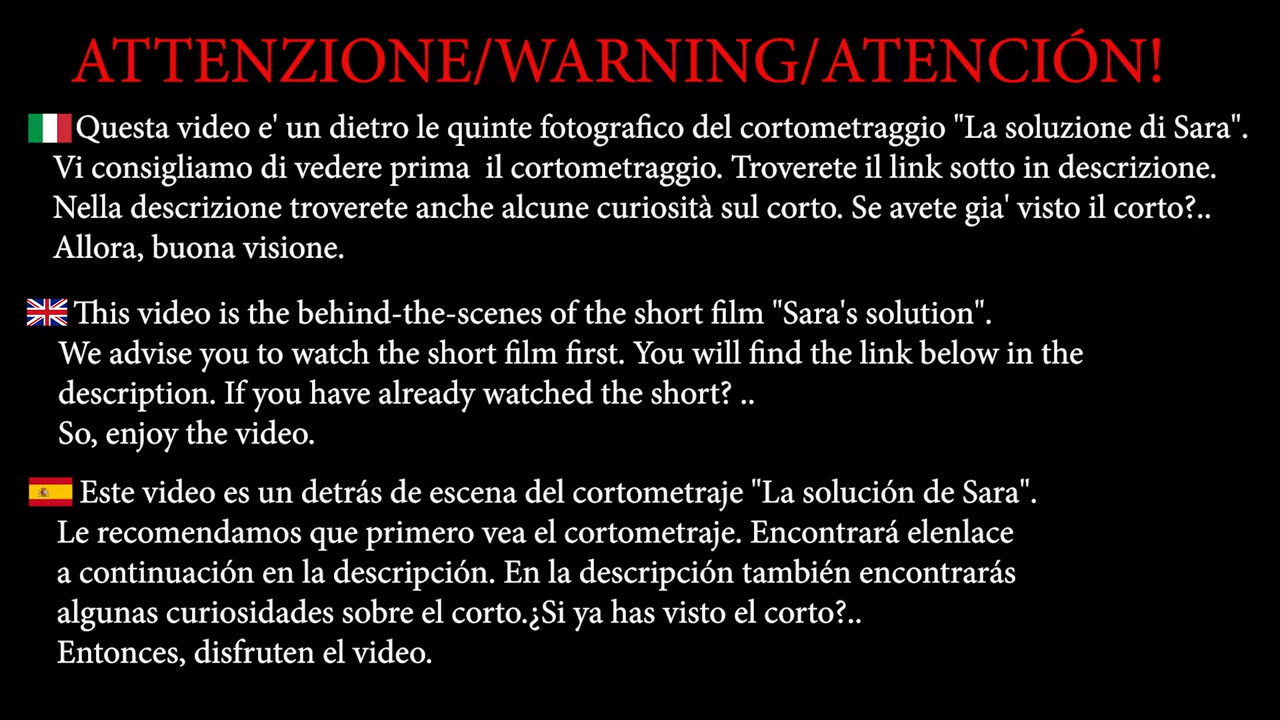 ATTENZIONE/WARNING/ATENCIÓN!
Questa video e' un dietro le quinte fotografico del cortometraggio "La soluzione di Sara".
Vi consigliamo di vedere prima il cortometraggio. Troverete il link sotto in descrizione.
Nella descrizione troverete anche alcune curiosità sul corto. Se avete gia' visto il corto?..
Allora, buona visione.
This video is the behind-the-scenes of the short film "Sara's solution".
We advise you to watch the short film first. You will find the link below in the
description. If you have already watched the short? ..
So, enjoy the video.
Este video es un detrás de escena del cortometraje "La solución de Sara".
Le recomendamos que primero vea el cortometraje. Encontrará elenlace
a continuación en la descripción. En la descripción también encontrarás
algunas curiosidades sobre el corto.¿Si ya has visto el corto?..
Entonces, disfruten el video.